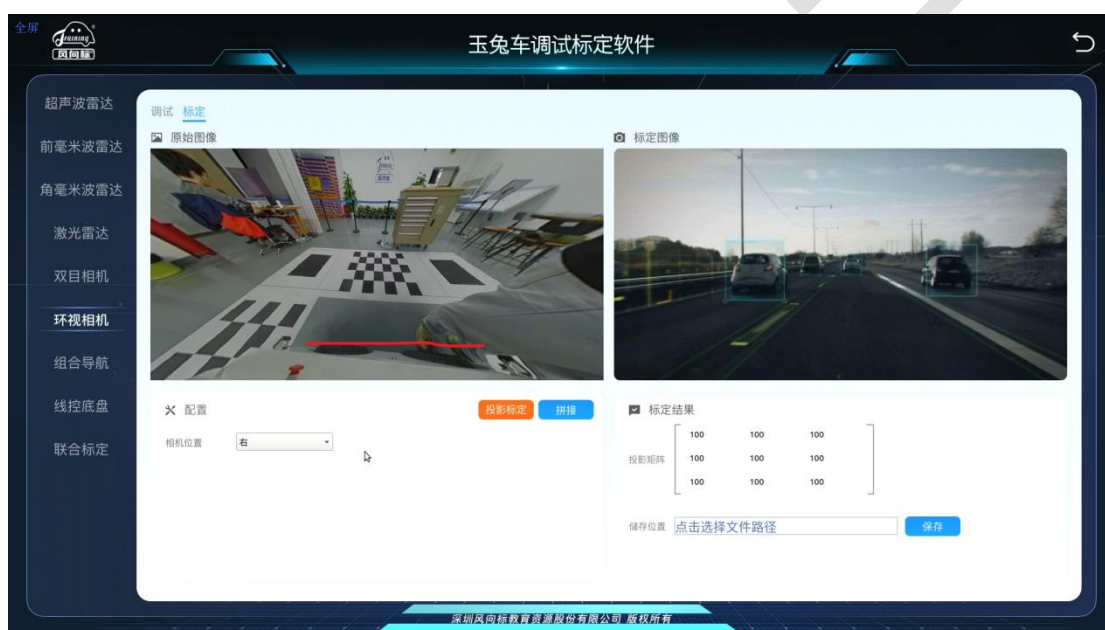 全屏
Training
风向标
玉兔车调试标定软件
超声波雷达
前毫米波雷达
角毫米波雷达
激光雷达
双目相机
环视相机
组合导航
线控底盘
联合标定
调试 标定
原始图像
标定图像
配置
投影标定 拼接
相机位置 右
标定结果
投影矩阵
100 100 100
100 100 100
100 100 100
储存位置 点击选择文件路径 保存
深圳风向标教育资源股份有限公司 版权所有